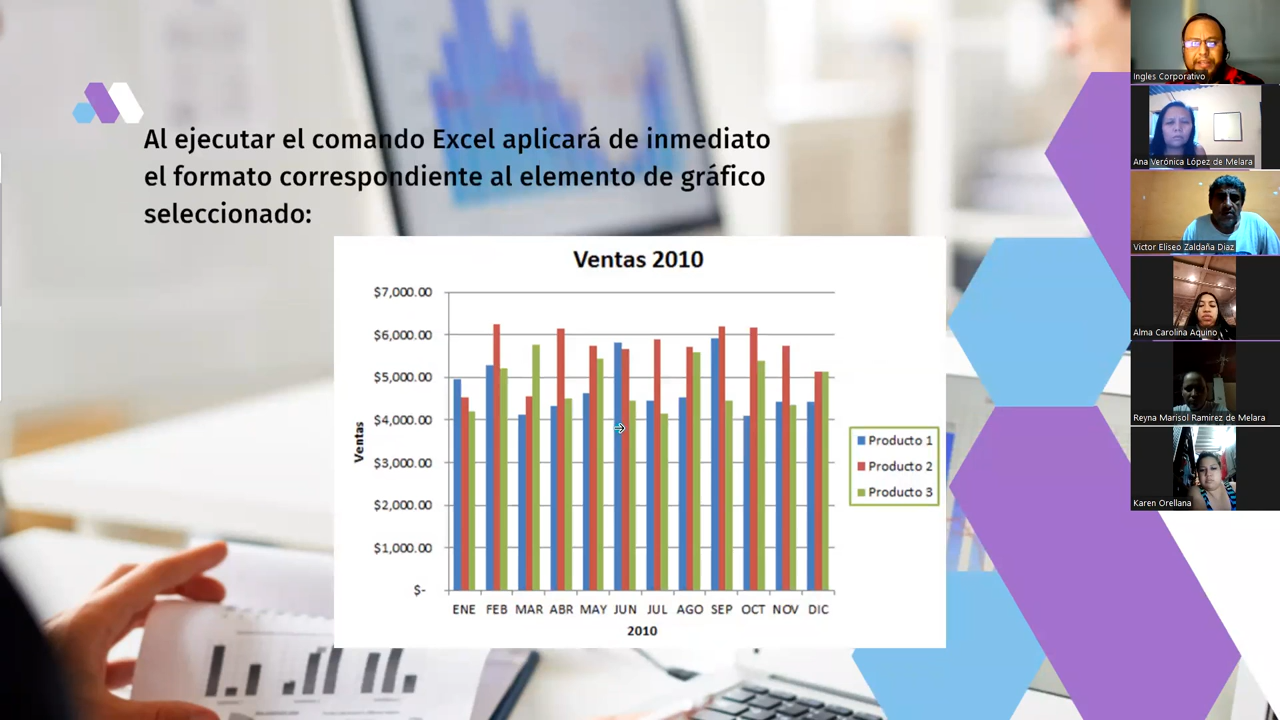 Al ejecutar el comando Excel aplicará de inmediato
el formato correspondiente al elemento de gráfico
seleccionado:
Ventas 2010
$7,000.00
$6,000.00
$5,000.00
$4,000.00
$3,000.00
$2,000.00
$1,000.00
$-
Ventas
ENE FEB MAR ABR MAY JUN JUL AGO SEP OCT NOV DIC
2010
Producto 1
Producto 2
Producto 3
Ingles Corporativo
Ana Verónica López de Melara
Victor Eliseo Zaldaña Diaz
Alma Carolina Aquino
Reyna Marisol Ramirez de Melara
Karen Orellana